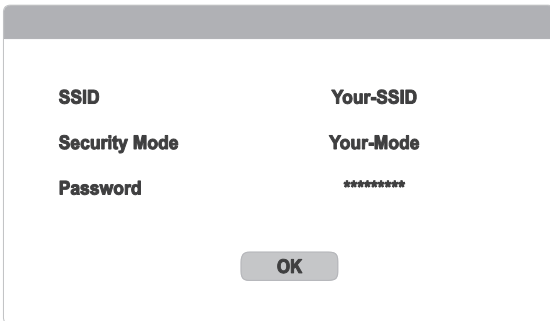 SSID Your-SSID
Security Mode Your-Mode
Password *********
OK